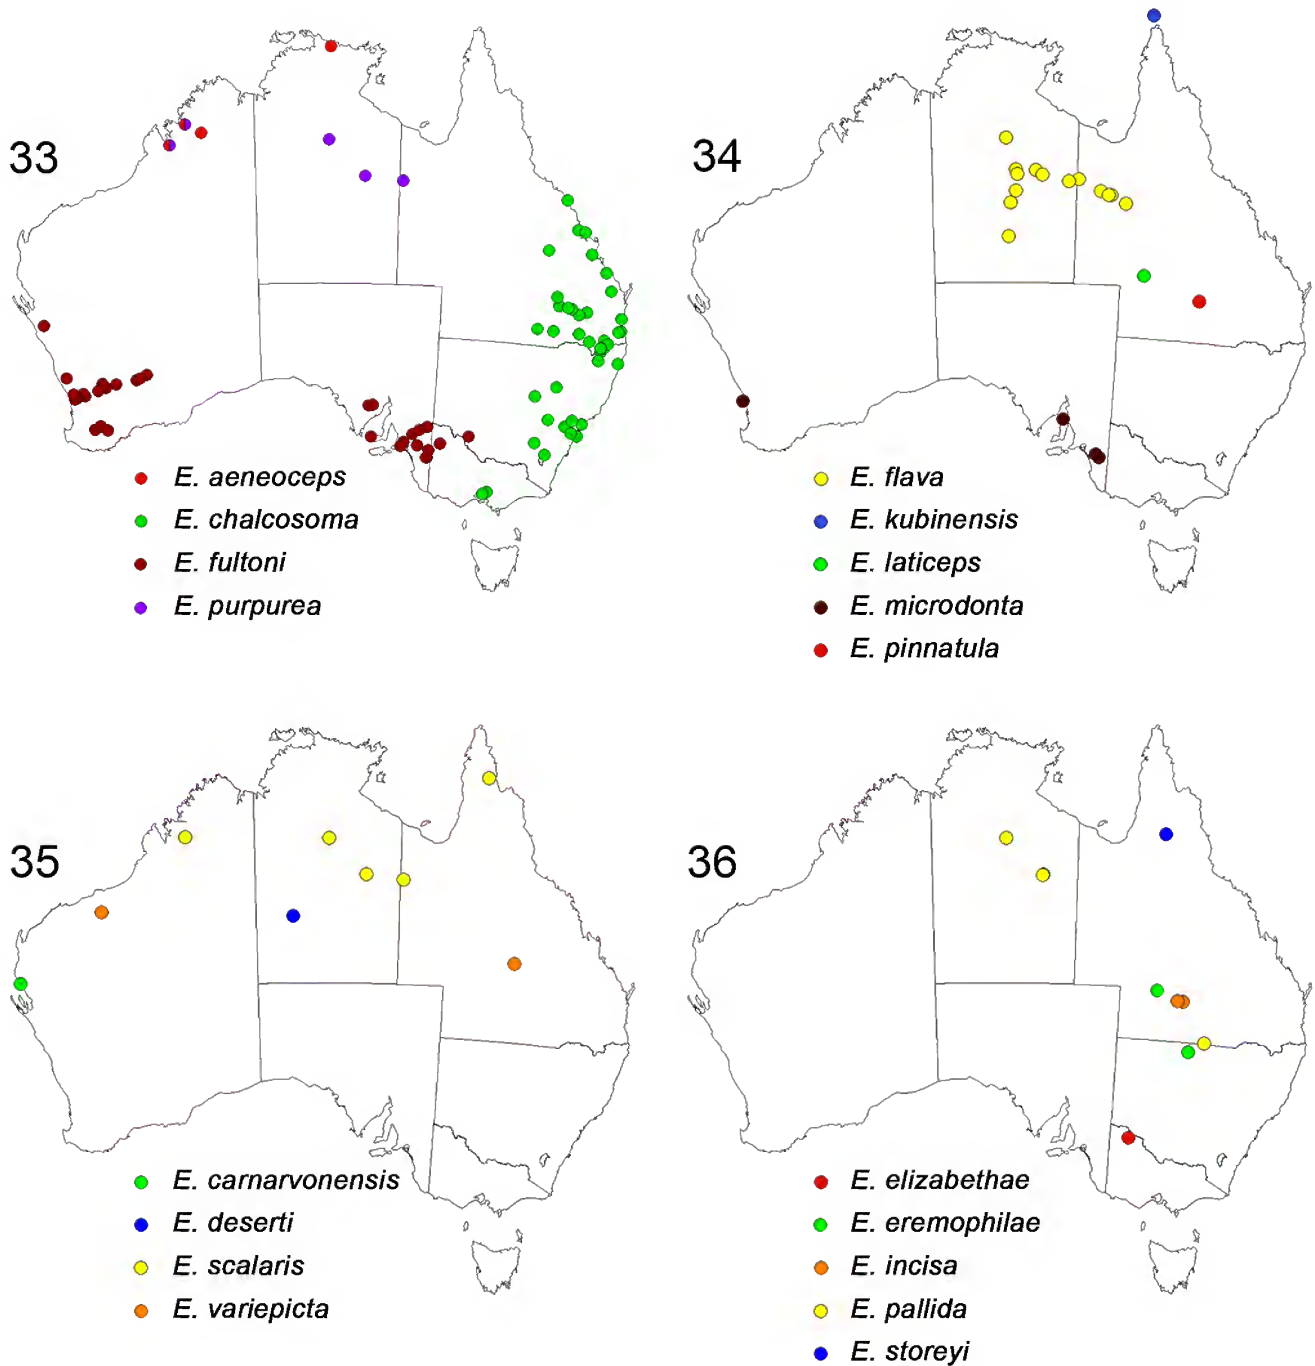 33
E. aeneoceps
E. chalcosoma
E. fultoni
E. purpurea
34
E. flava
E. kubinensis
E. laticeps
E. microdonta
E. pinnatula
35
E. carnarvonensis
E. deserti
E. scalaris
E. variepicta
36
E. elizabethae
E. eremophilae
E. incisa
E. pallida
E. storeyi